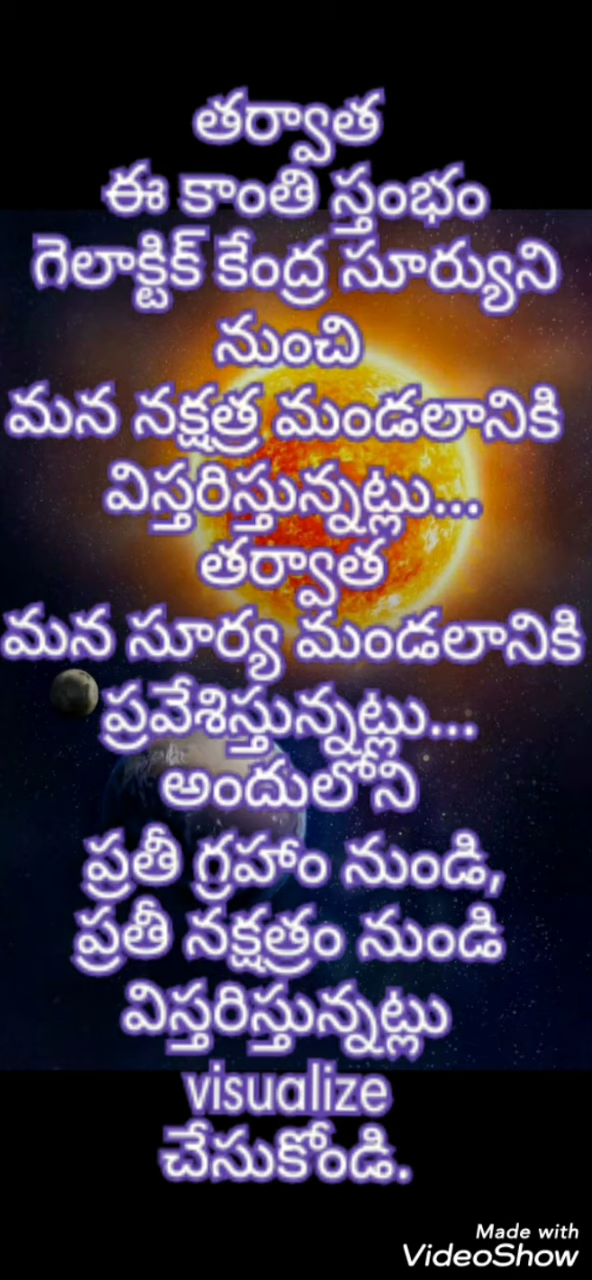 తర్వాత
ఈ కాంతి స్తంభం
గెలాక్టిక్ కేంద్ర సూర్యుని
నుంచి
మన నక్షత్ర మండలానికి
విస్తరిస్తున్నట్లు...
తర్వాత
మన సూర్య మండలానికి
ప్రవేశిస్తున్నట్లు...
అందులోని
ప్రతీ గ్రహాం నుండి,
ప్రతీ నక్షత్రం నుండి
విస్తరిస్తున్నట్లు
visualize
చేసుకోండి.
Made with
VideoShow